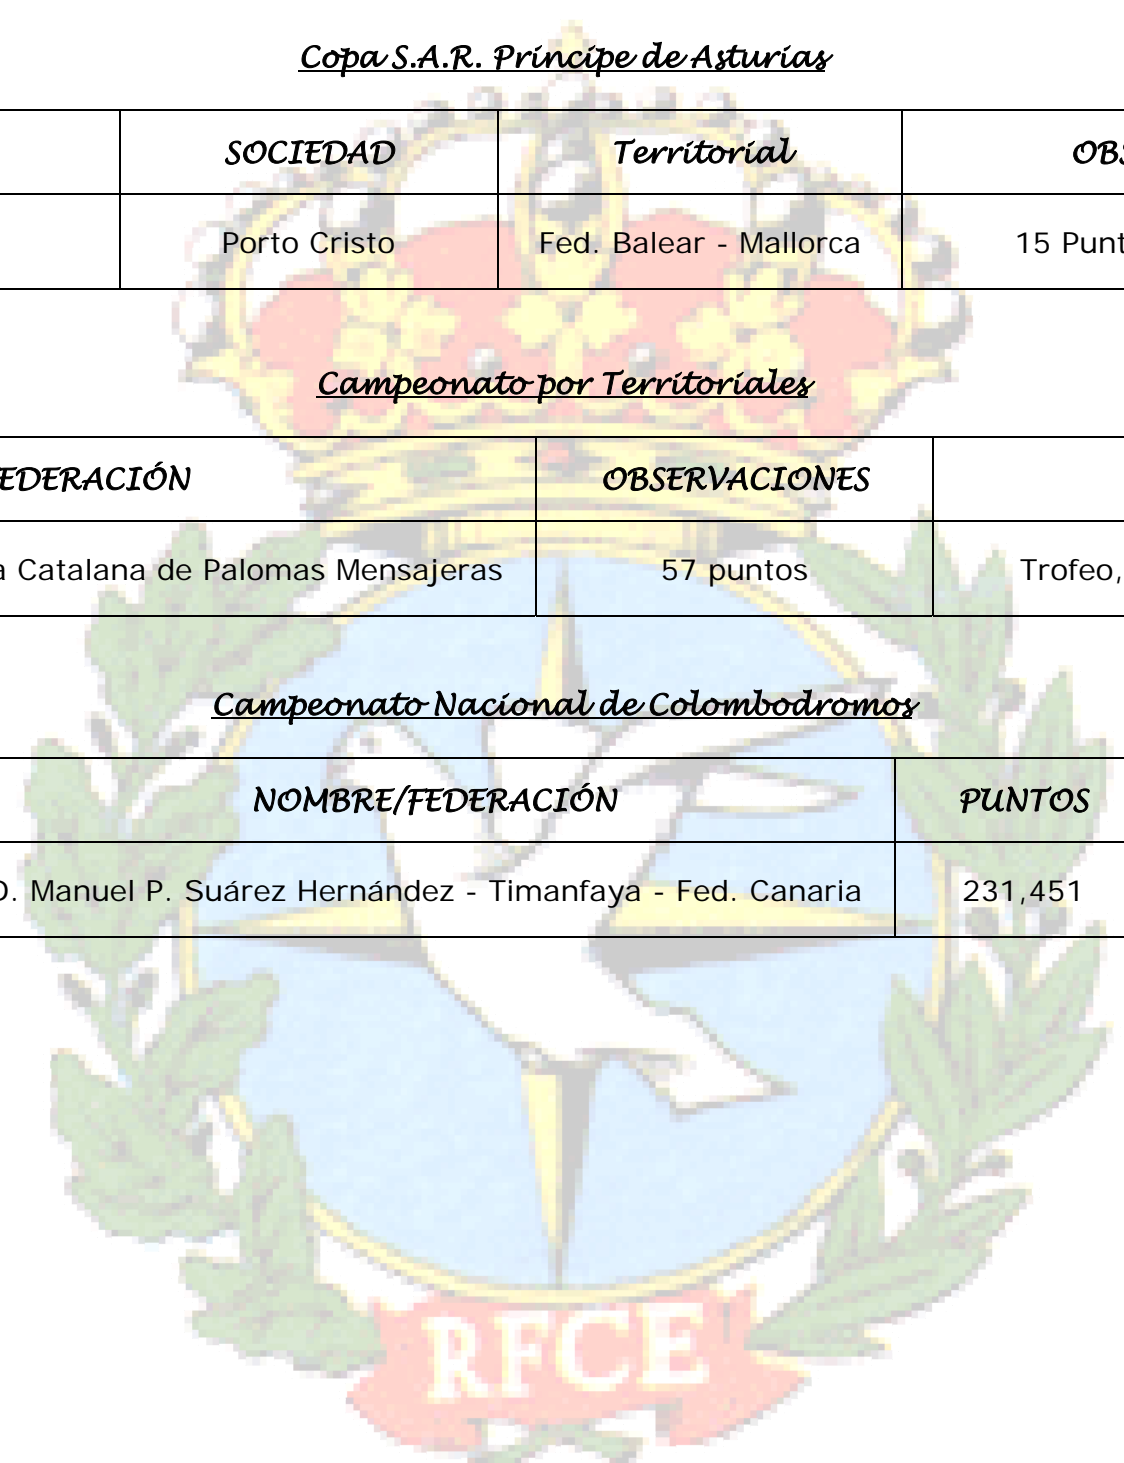 Copa S.A.R. Príncipe de Asturias
SOCIEDAD Territorial OBS
Porto Cristo Fed. Balear - Mallorca 15 Punt
Campeonato por Territoriales
EDERACIÓN OBSERVACIONES
a Catalana de Palomas Mensajeras 57 puntos Trofeo,
Campeonato Nacional de Colombodromos
NOMBRE/FEDERACIÓN PUNTOS
D. Manuel P. Suárez Hernández - Timanfaya - Fed. Canaria 231,451
RFCE